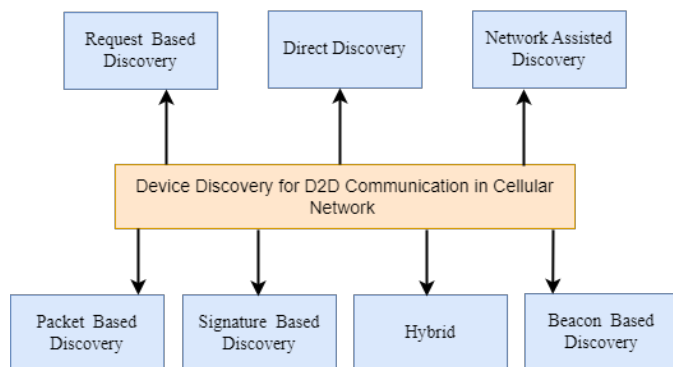 Request Based
Discovery
Direct Discovery
Network Assisted
Discovery
Device Discovery for D2D Communication in Cellular
Network
Packet Based
Discovery
Signature Based
Discovery
Hybrid
Beacon Based
Discovery